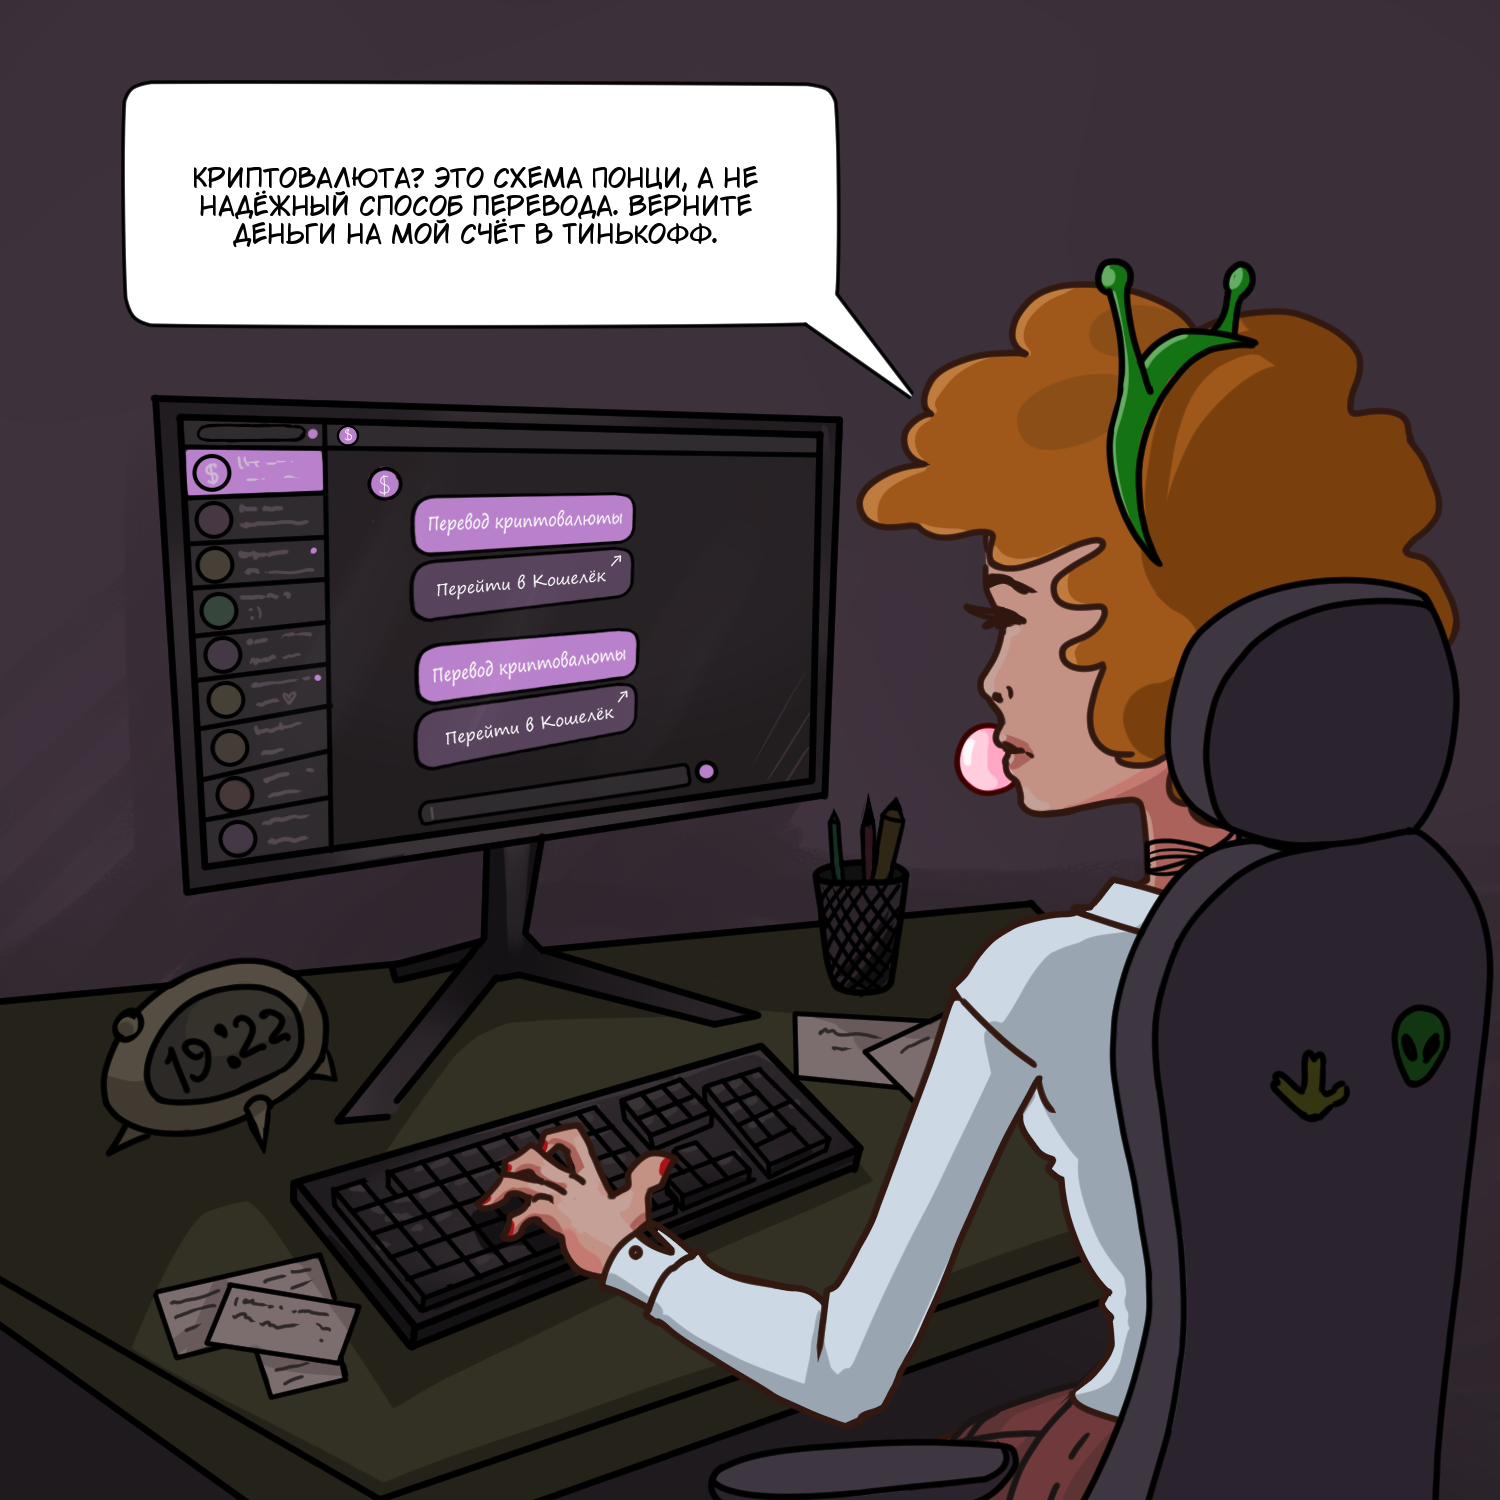 КРИПТОВАЛЮТА? ЭТО СХЕМА ПОНЦИ, А НЕ
НАДЁЖНЫЙ СПОСОБ ПЕРЕВОДА. ВЕРНИТЕ
ДЕНЬГИ НА МОЙ СЧЁТ В ТИНЬКОФФ.
$
$
$
Перевод криптовалюты
Перейти в Кошелёк
:)
Перевод криптовалюты
Перейти в Кошелёк
19:22